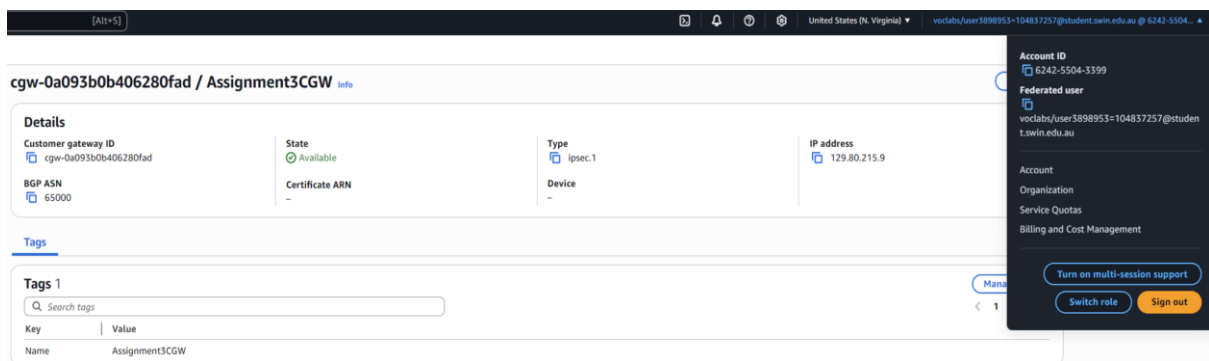 [Alt+S]
United States (N. Virginia) ▼
voclabs/user3898953=104837257@student.swin.edu.au @ 6242-5504... ▲
cgw-0a093b0b406280fad / Assignment3CGW Info
Details
Customer gateway ID
State
Type
IP address
cgw-0a093b0b406280fad
Available
ipsec.1
129.80.215.9
BGP ASN
Certificate ARN
Device
65000
–
–
Tags
Tags 1
Mana
Search tags
< 1
Key
Value
Name
Assignment3CGW
Account ID
6242-5504-3399
Federated user
voclabs/user3898953=104837257@studen
t.swin.edu.au
Account
Organization
Service Quotas
Billing and Cost Management
Turn on multi-session support
Switch role
Sign out